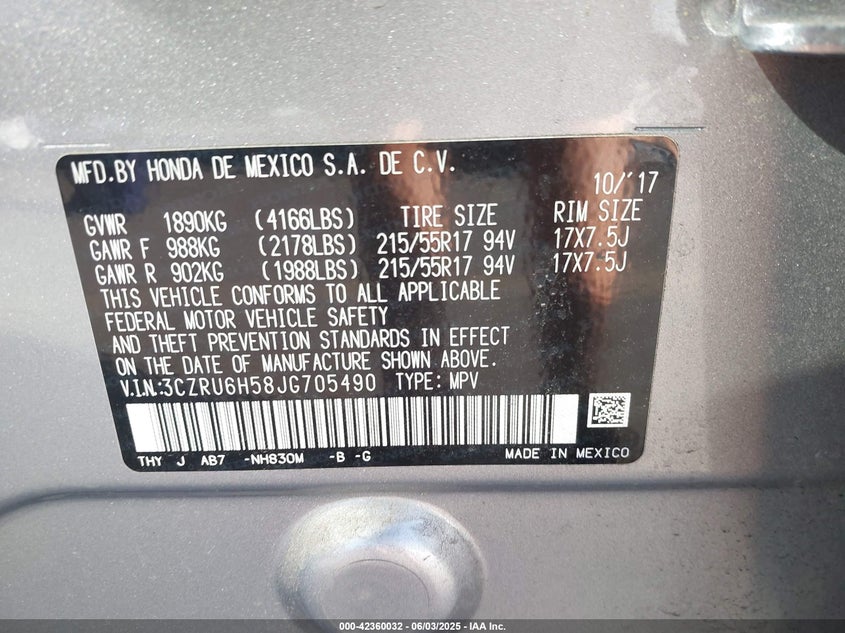 MFD.BY HONDA DE MEXICO S.A. DE C.V.
10/'17
GVWR 1890KG (4166LBS) TIRE SIZE RIM SIZE
GAWR F 988KG (2178LBS) 215/55R17 94V 17X7.5J
GAWR R 902KG (1988LBS) 215/55R17 94V 17X7.5J
THIS VEHICLE CONFORMS TO ALL APPLICABLE
FEDERAL MOTOR VEHICLE SAFETY
AND THEFT PREVENTION STANDARDS IN EFFECT
ON THE DATE OF MANUFACTURE SHOWN ABOVE.
V.I.N.:3CZRU6H58JG705490 TYPE: MPV
THY J AB7 -NH830M -B -G MADE IN MEXICO
000-42360032 - 06/03/2025 - IAA Inc.